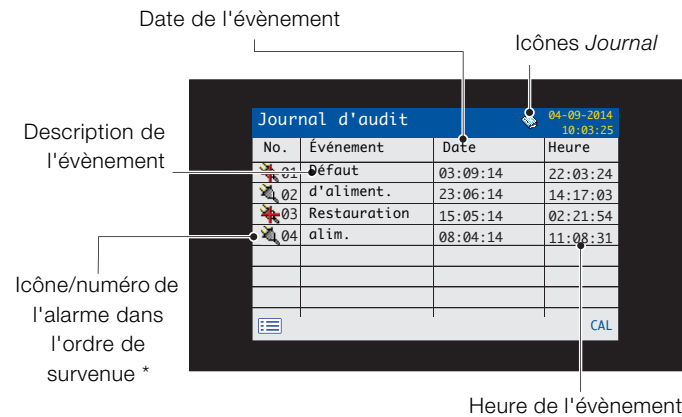 Date de l'évènement
Icônes Journal
Journal d'audit
04-09-2014
10:03:25
Description de
l'évènement
No. Événement Date Heure
01 Défaut 03:09:14 22:03:24
02 d'aliment. 23:06:14 14:17:03
03 Restauration 15:05:14 02:21:54
04 alim. 08:04:14 11:08:31
Icône/numéro de
l'alarme dans
l'ordre de
survenue *
CAL
Heure de l'évènement